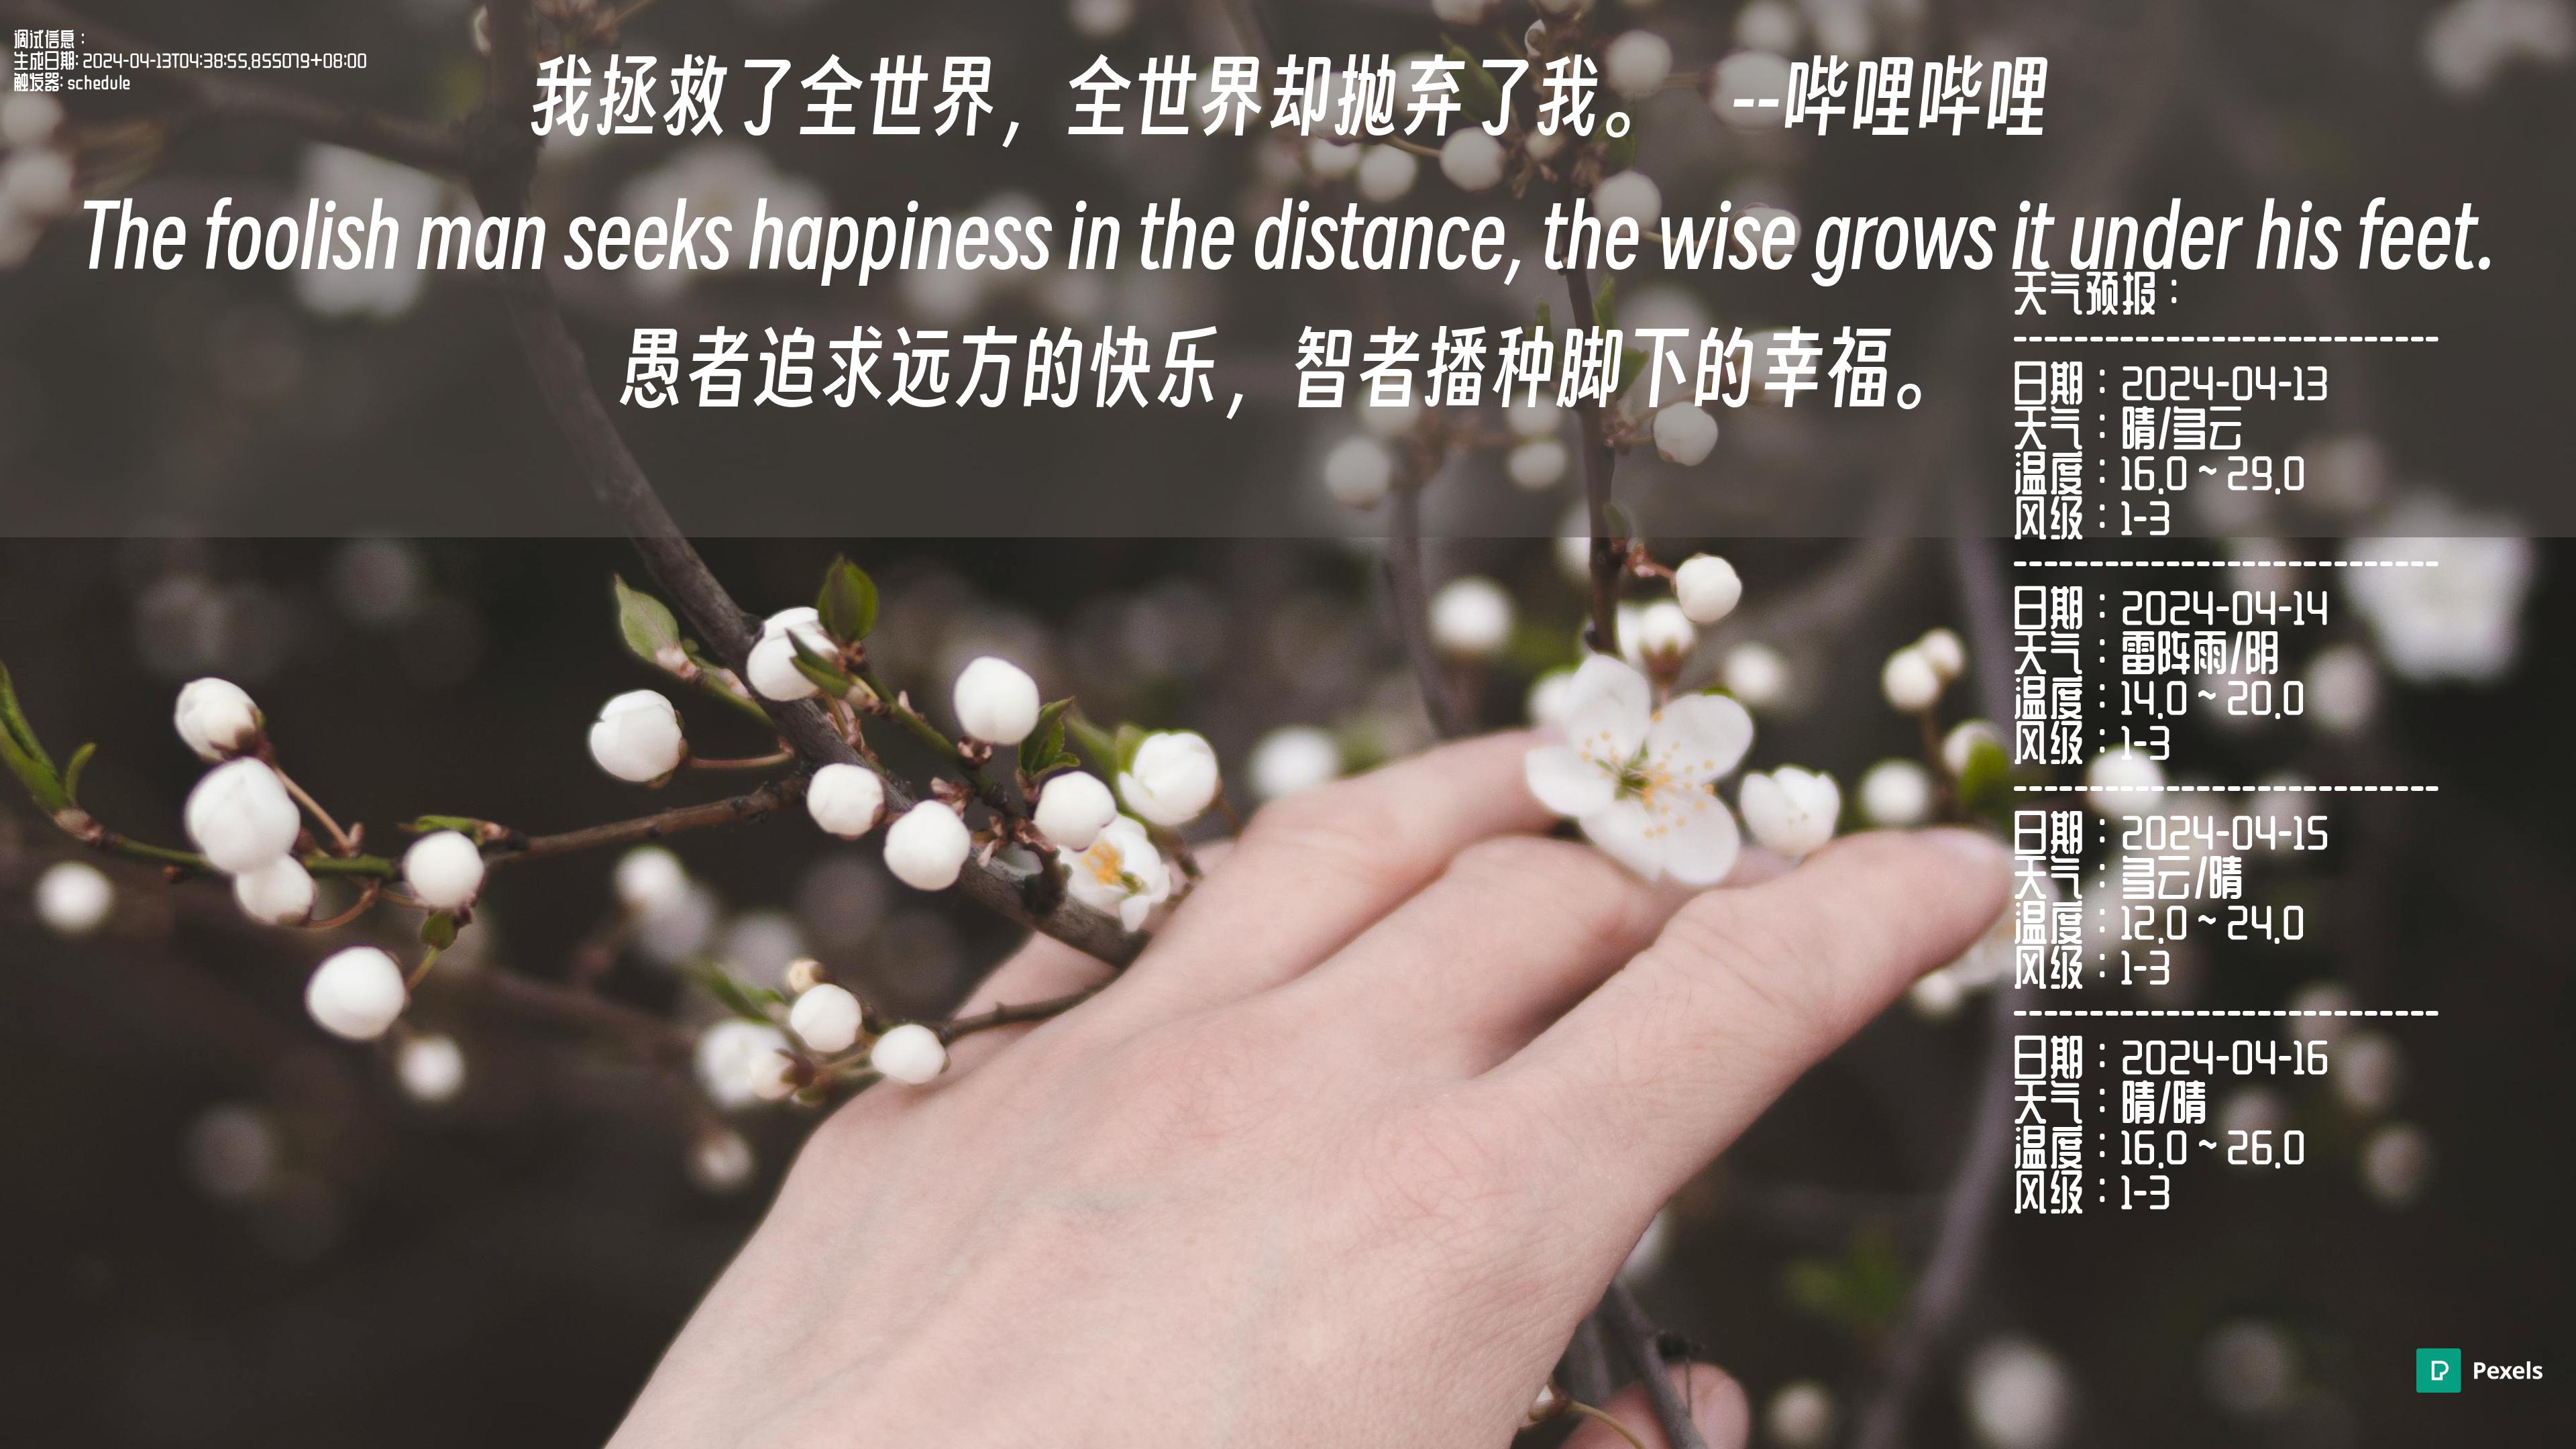 调试信息：
生成日期: 2024-04-13T04:38:55.855079+08:00
触发器: schedule
我拯救了全世界，全世界却抛弃了我。 --哔哩哔哩
The foolish man seeks happiness in the distance, the wise grows it under his feet.
愚者追求远方的快乐，智者播种脚下的幸福。
天气预报：
----------------------------
日期：2024-04-13
天气：晴/多云
温度：16.0 ~ 29.0
风级：1-3
----------------------------
日期：2024-04-14
天气：雷阵雨/阴
温度：14.0 ~ 20.0
风级：1-3
----------------------------
日期：2024-04-15
天气：多云/晴
温度：12.0 ~ 24.0
风级：1-3
----------------------------
日期：2024-04-16
天气：晴/晴
温度：16.0 ~ 26.0
风级：1-3
Pexels